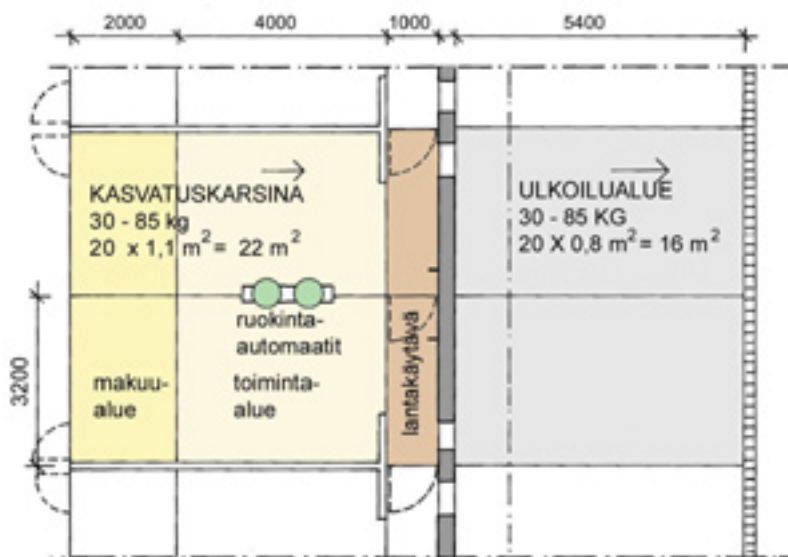 2000
4000
1000
5400
KASVATUSKARSINA
30 - 85 kg
20 x 1,1 m² = 22 m²
ULKOILUALUE
30 - 85 KG
20 X 0,8 m² = 16 m²
ruokinta-
automaatit
makuu-
alue
toiminta-
alue
lantakäytävä
3200